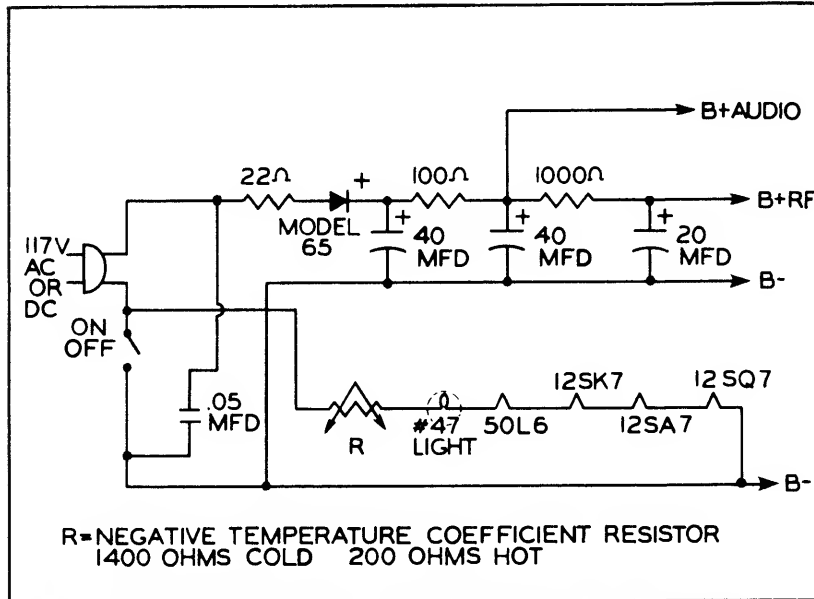 B+AUDIO
22Ω
+
100Ω
1000Ω
B+RF
MODEL
65
+
40
MFD
+
40
MFD
+
20
MFD
117V
AC
OR
DC
B-
ON
OFF
.05
MFD
R
#47
LIGHT
50L6
12SK7
12SA7
12SQ7
B-
R=NEGATIVE TEMPERATURE COEFFICIENT RESISTOR
1400 OHMS COLD 200 OHMS HOT